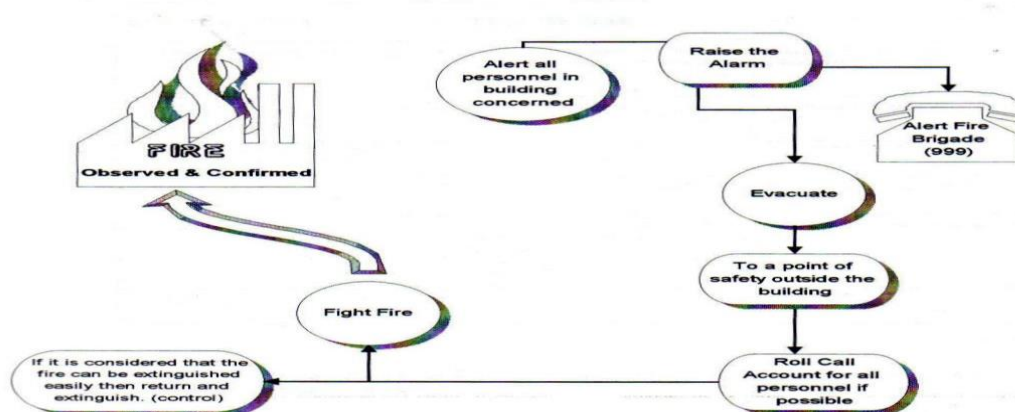 FIRE
Observed & Confirmed
Alert all
personnel in
building
concerned
Raise the
Alarm
Alert Fire
Brigade
(999)
Evacuate
To a point of
safety outside the
building
Roll Call
Account for all
personnel if
possible
Fight Fire
If it is considered that the
fire can be extinguished
easily then return and
extinguish. (control)